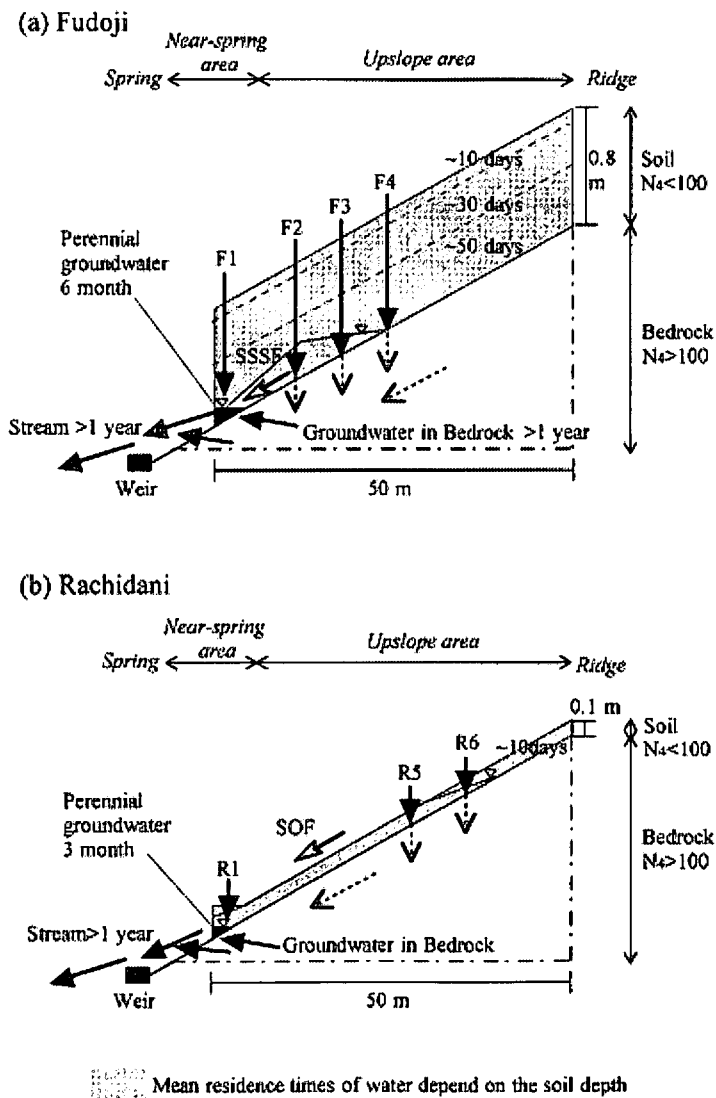 (a) Fudoji
Near-spring
area
Upslope area
Spring
Ridge
~10 days
0.8
m
Soil
N₄<100
F4
F3
~30 days
F2
Perennial
groundwater
6 month
F1
~50 days
SSSF
Bedrock
N₄>100
Stream >1 year
Groundwater in Bedrock >1 year
Weir
50 m
(b) Rachidani
Near-spring
area
Upslope area
Spring
Ridge
0.1 m
Soil
N₄<100
R6
~10days
R5
Perennial
groundwater
3 month
SOF
Bedrock
N₄>100
R1
Stream>1 year
Groundwater in Bedrock
Weir
50 m
Mean residence times of water depend on the soil depth